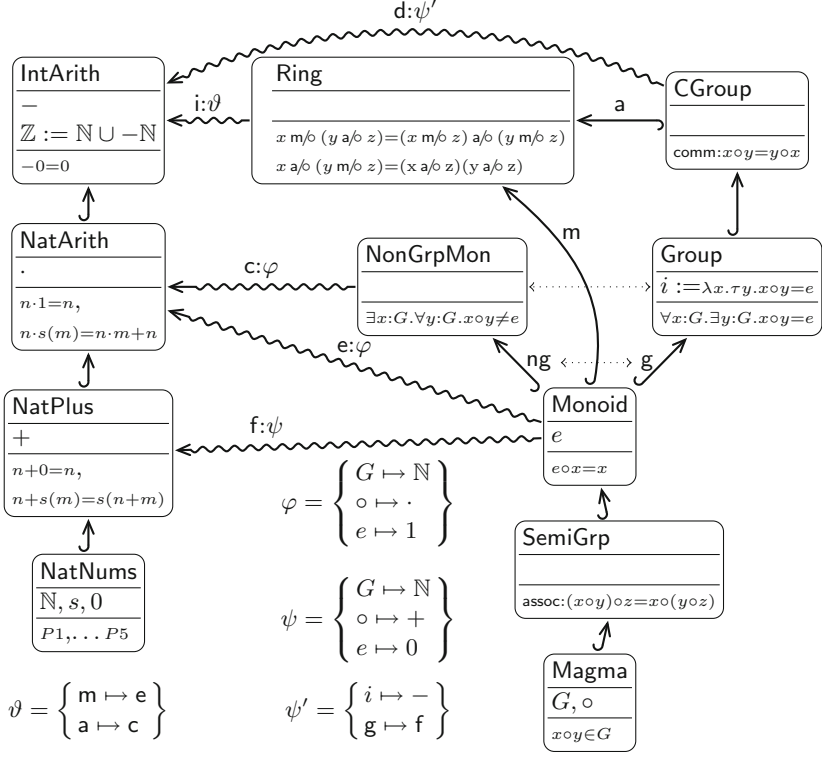 d:ψ′
IntArith
−
ℤ := ℕ ∪ −ℕ
−0=0
i:ϑ
Ring
x m/∘ (y a/∘ z)=(x m/∘ z) a/∘ (y m/∘ z)
x a/∘ (y m/∘ z)=(x a/∘ z)(y a/∘ z)
a
CGroup
comm:x∘y=y∘x
m
NatArith
·
n·1=n,
n·s(m)=n·m+n
c:φ
NonGrpMon
∃x:G.∀y:G.x∘y≠e
Group
i :=λx.τy.x∘y=e
∀x:G.∃y:G.x∘y=e
e:φ
ng
g
NatPlus
+
n+0=n,
n+s(m)=s(n+m)
f:ψ
Monoid
e
e∘x=x
φ = { G ↦ ℕ
∘ ↦ ·
e ↦ 1 }
SemiGrp
assoc:(x∘y)∘z=x∘(y∘z)
NatNums
ℕ, s, 0
P1,... P5
ψ = { G ↦ ℕ
∘ ↦ +
e ↦ 0 }
Magma
G, ∘
x∘y∈G
ϑ = { m ↦ e
a ↦ c }
ψ′ = { i ↦ −
g ↦ f }